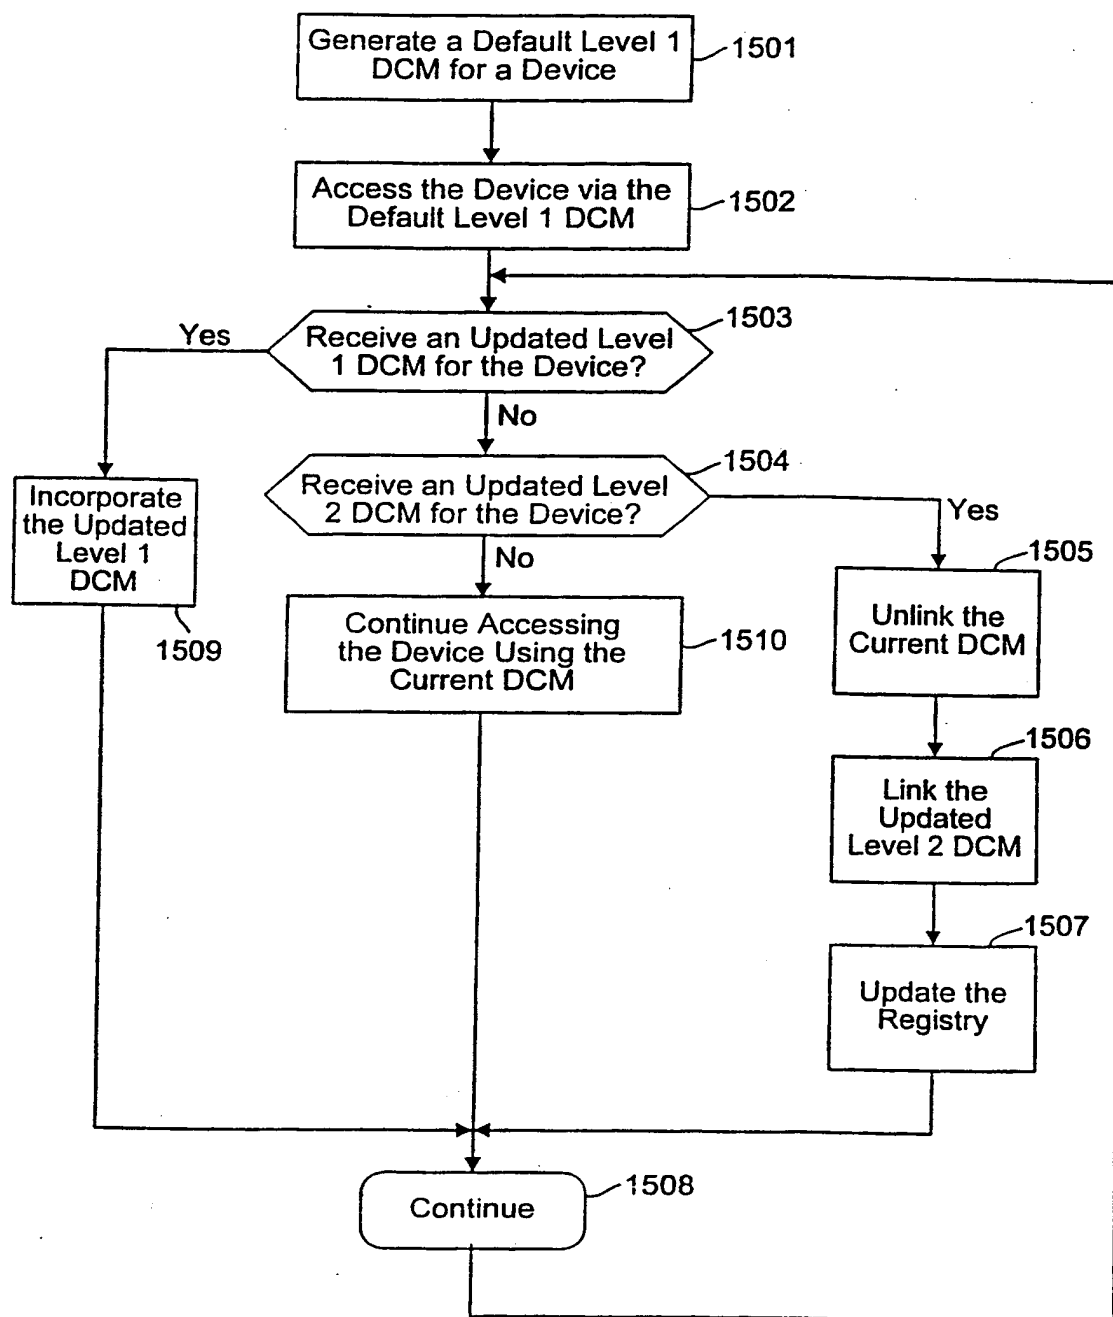 Generate a Default Level 1
DCM for a Device
1501
Access the Device via the
Default Level 1 DCM
1502
Yes
Receive an Updated Level
1 DCM for the Device?
1503
No
Receive an Updated Level
2 DCM for the Device?
1504
Yes
Incorporate
the Updated
Level 1
DCM
1509
No
Continue Accessing
the Device Using the
Current DCM
1510
1505
Unlink the
Current DCM
1506
Link the
Updated
Level 2 DCM
1507
Update the
Registry
Continue
1508